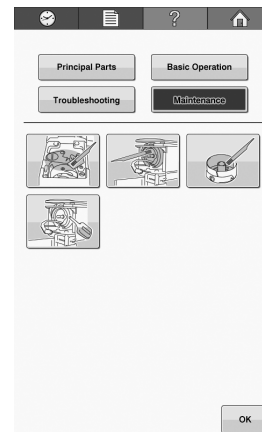 ?
Principal Parts
Basic Operation
Troubleshooting
Maintenance
OK